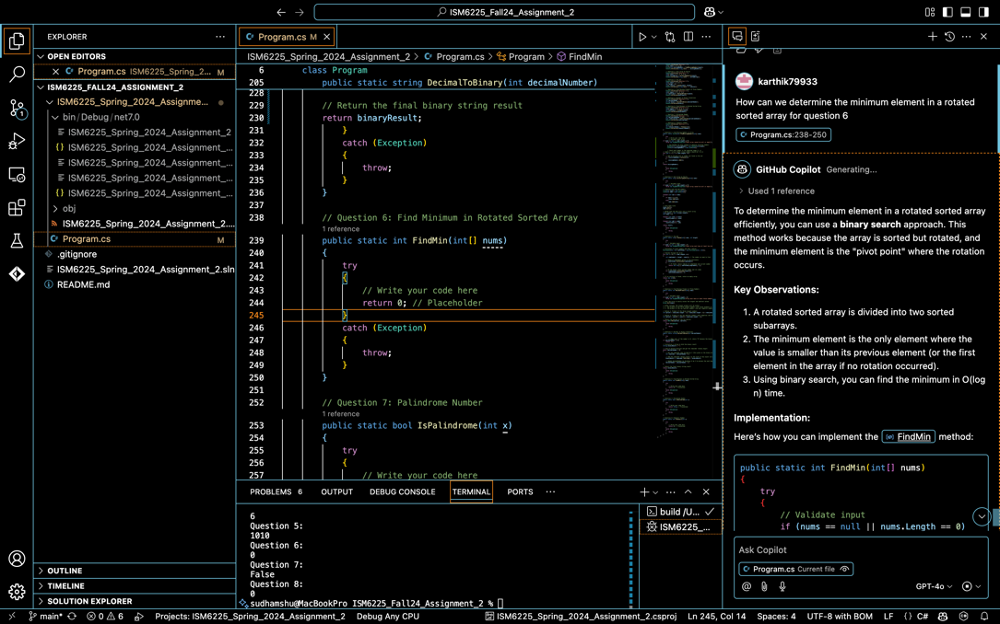 ISM6225_Fall24_Assignment_2
EXPLORER
OPEN EDITORS
Program.cs ISM6225_Spring_2... M
ISM6225_FALL24_ASSIGNMENT_2
ISM6225_Spring_2024_Assignme...
bin/Debug/net7.0
ISM6225_Spring_2024_Assignment_2
ISM6225_Spring_2024_Assignment_...
ISM6225_Spring_2024_Assignment_...
ISM6225_Spring_2024_Assignment_...
ISM6225_Spring_2024_Assignment_...
obj
ISM6225_Spring_2024_Assignment_2....
Program.cs M
.gitignore
ISM6225_Spring_2024_Assignment_2.sln
README.md
OUTLINE
TIMELINE
SOLUTION EXPLORER
Program.cs M
ISM6225_Spring_2024_Assignment_2 > Program.cs > Program > FindMin
6 class Program
205 public static string DecimalToBinary(int decimalNumber)
228
229 // Return the final binary string result
230 return binaryResult;
231 }
232 catch (Exception)
233 {
234 throw;
235 }
236 }
237
238 // Question 6: Find Minimum in Rotated Sorted Array
1 reference
239 public static int FindMin(int[] nums)
240 {
241 try
242 {
243 // Write your code here
244 return 0; // Placeholder
245 }
246 catch (Exception)
247 {
248 throw;
249 }
250 }
251
252 // Question 7: Palindrome Number
1 reference
253 public static bool IsPalindrome(int x)
254 {
255 try
256 {
257 // Write your code here
PROBLEMS 6 OUTPUT DEBUG CONSOLE TERMINAL PORTS ...
6
Question 5:
1010
Question 6:
0
Question 7:
False
Question 8:
0
sudhamshu@MacBookPro ISM6225_Fall24_Assignment_2 %
build /U...
ISM6225_...
karthik79933
How can we determine the minimum element in a rotated
sorted array for question 6
Program.cs:238-250
GitHub Copilot Generating...
> Used 1 reference
To determine the minimum element in a rotated sorted array
efficiently, you can use a binary search approach. This
method works because the array is sorted but rotated, and
the minimum element is the "pivot point" where the rotation
occurs.
Key Observations:
1. A rotated sorted array is divided into two sorted
subarrays.
2. The minimum element is the only element where the
value is smaller than its previous element (or the first
element in the array if no rotation occurred).
3. Using binary search, you can find the minimum in O(log
n) time.
Implementation:
Here's how you can implement the FindMin method:
public static int FindMin(int[] nums)
{
try
{
// Validate input
if (nums == null || nums.Length == 0)
Ask Copilot
Program.cs Current file
GPT-4o
main* 0 6 Projects: ISM6225_Spring_2024_Assignment_2 Debug Any CPU ISM6225_Spring_2024_Assignment_2.csproj Ln 245, Col 14 Spaces: 4 UTF-8 with BOM LF {} C#